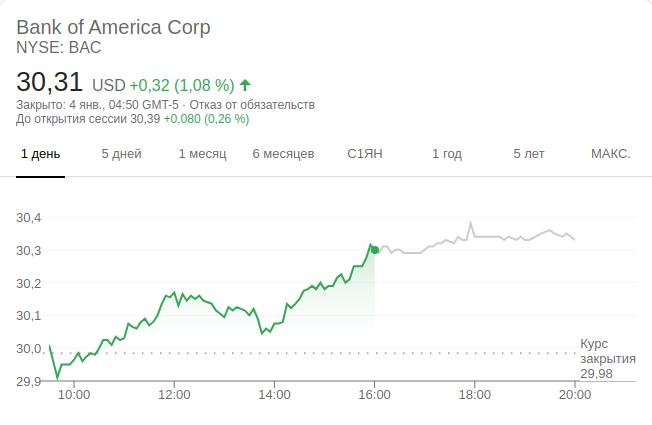 Bank of America Corp
NYSE: BAC
30,31 USD +0,32 (1,08 %)
Закрыто: 4 янв., 04:50 GMT-5 · Отказ от обязательств
До открытия сессии 30,39 +0,080 (0,26 %)
1 день 5 дней 1 месяц 6 месяцев С1ЯН 1 год 5 лет МАКС.
30,4
30,3
30,2
30,1
30,0
29,9
Курс
закрытия
29,98
10:00 12:00 14:00 16:00 18:00 20:00